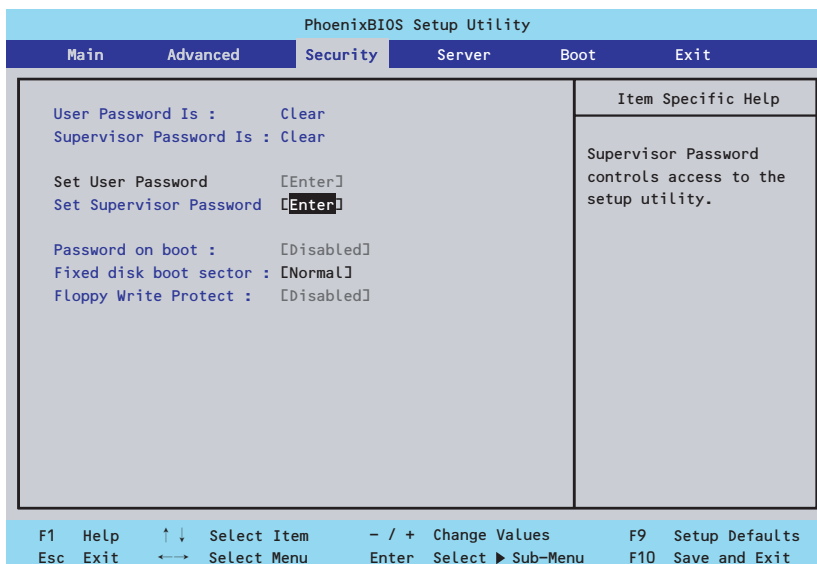 PhoenixBIOS Setup Utility
Main Advanced Security Server Boot Exit
User Password Is : Clear
Supervisor Password Is : Clear
Set User Password [Enter]
Set Supervisor Password [Enter]
Password on boot : [Disabled]
Fixed disk boot sector : [Normal]
Floppy Write Protect : [Disabled]
Item Specific Help
Supervisor Password
controls access to the
setup utility.
F1 Help ↑↓ Select Item - / + Change Values F9 Setup Defaults
Esc Exit ←→ Select Menu Enter Select ▶ Sub-Menu F10 Save and Exit